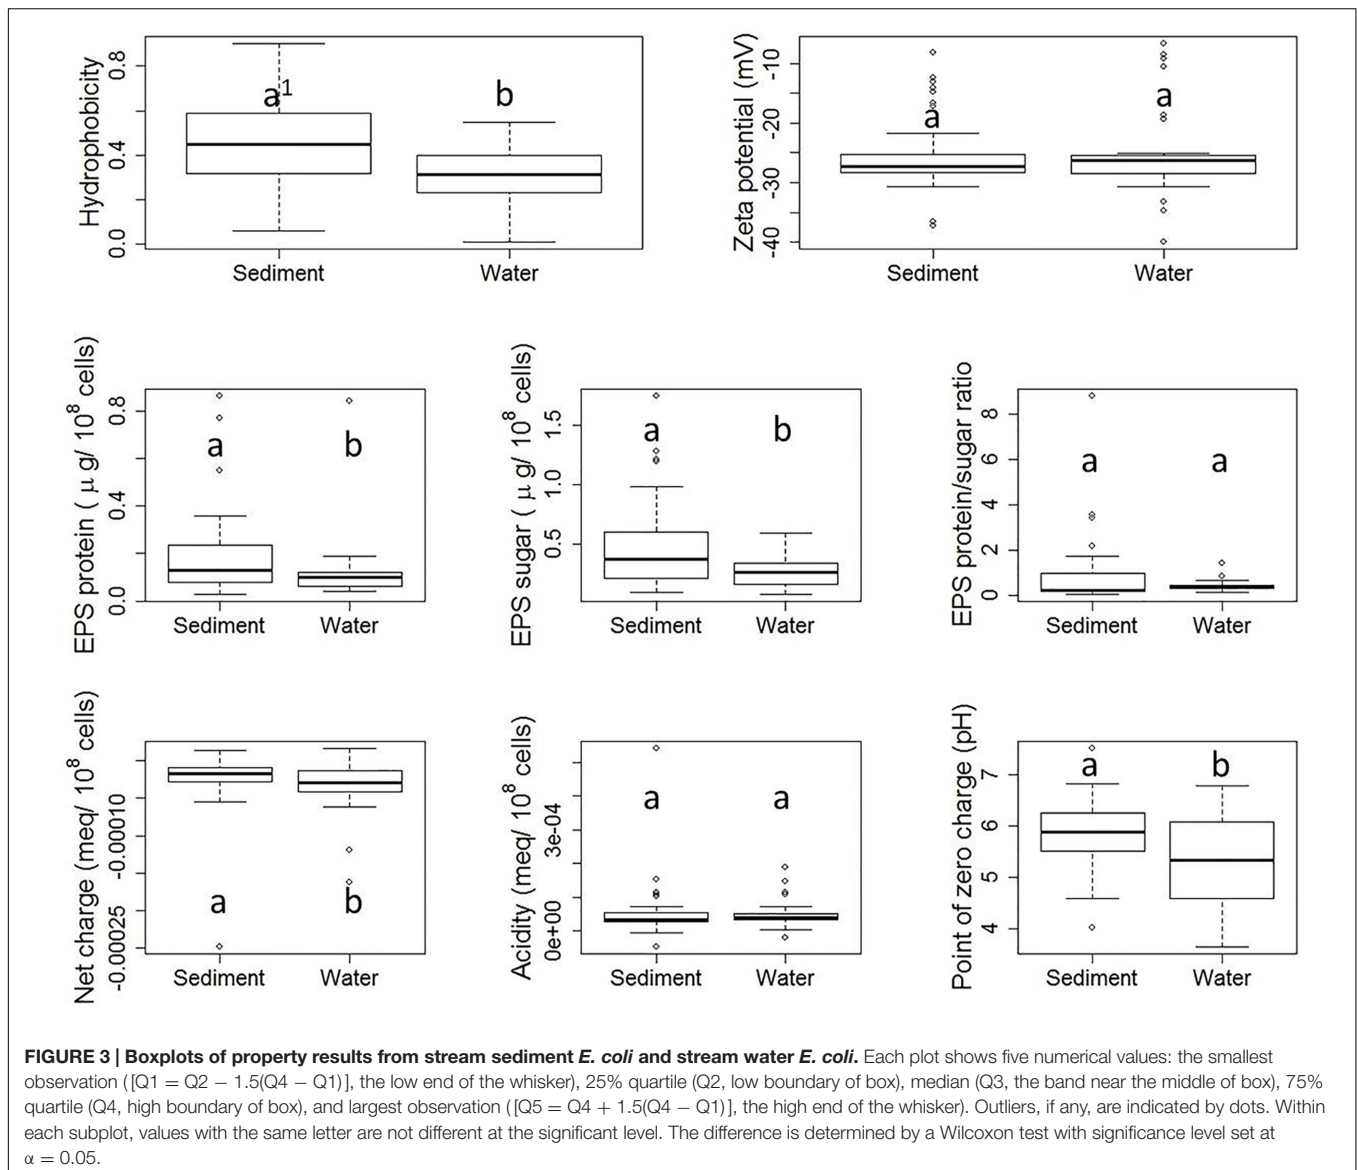 Hydrophobicity
0.0 0.4 0.8
a1
b
Sediment Water
Zeta potential (mV)
-40 -30 -20 -10
a
a
Sediment Water
EPS protein ( μ g/ 10^8 cells)
0.0 0.4 0.8
a
b
Sediment Water
EPS sugar ( μ g/ 10^8 cells)
0.5 1.0 1.5
a
b
Sediment Water
EPS protein/sugar ratio
0 2 4 6 8
a
a
Sediment Water
Net charge (meq/ 10^8 cells)
-0.00025 -0.00010
a
b
Sediment Water
Acidity (meq/ 10^8 cells)
0e+00 3e-04
a
a
Sediment Water
Point of zero charge (pH)
4 5 6 7
a
b
Sediment Water
FIGURE 3 | Boxplots of property results from stream sediment E. coli and stream water E. coli. Each plot shows five numerical values: the smallest
observation ([Q1 = Q2 − 1.5(Q4 − Q1)], the low end of the whisker), 25% quartile (Q2, low boundary of box), median (Q3, the band near the middle of box), 75%
quartile (Q4, high boundary of box), and largest observation ([Q5 = Q4 + 1.5(Q4 − Q1)], the high end of the whisker). Outliers, if any, are indicated by dots. Within
each subplot, values with the same letter are not different at the significant level. The difference is determined by a Wilcoxon test with significance level set at
α = 0.05.